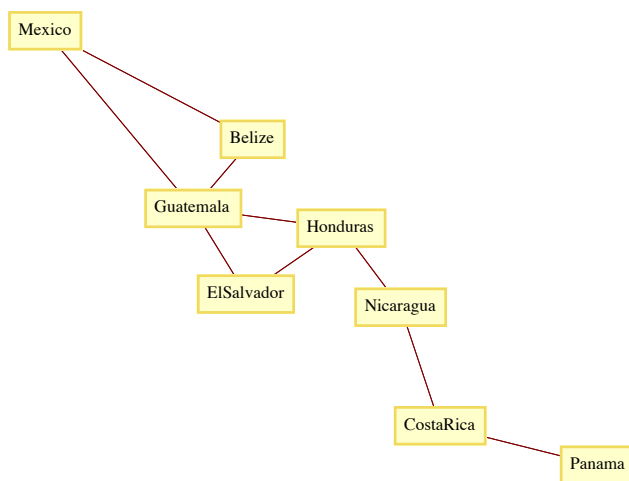 Mexico
Belize
Guatemala
Honduras
ElSalvador
Nicaragua
CostaRica
Panama